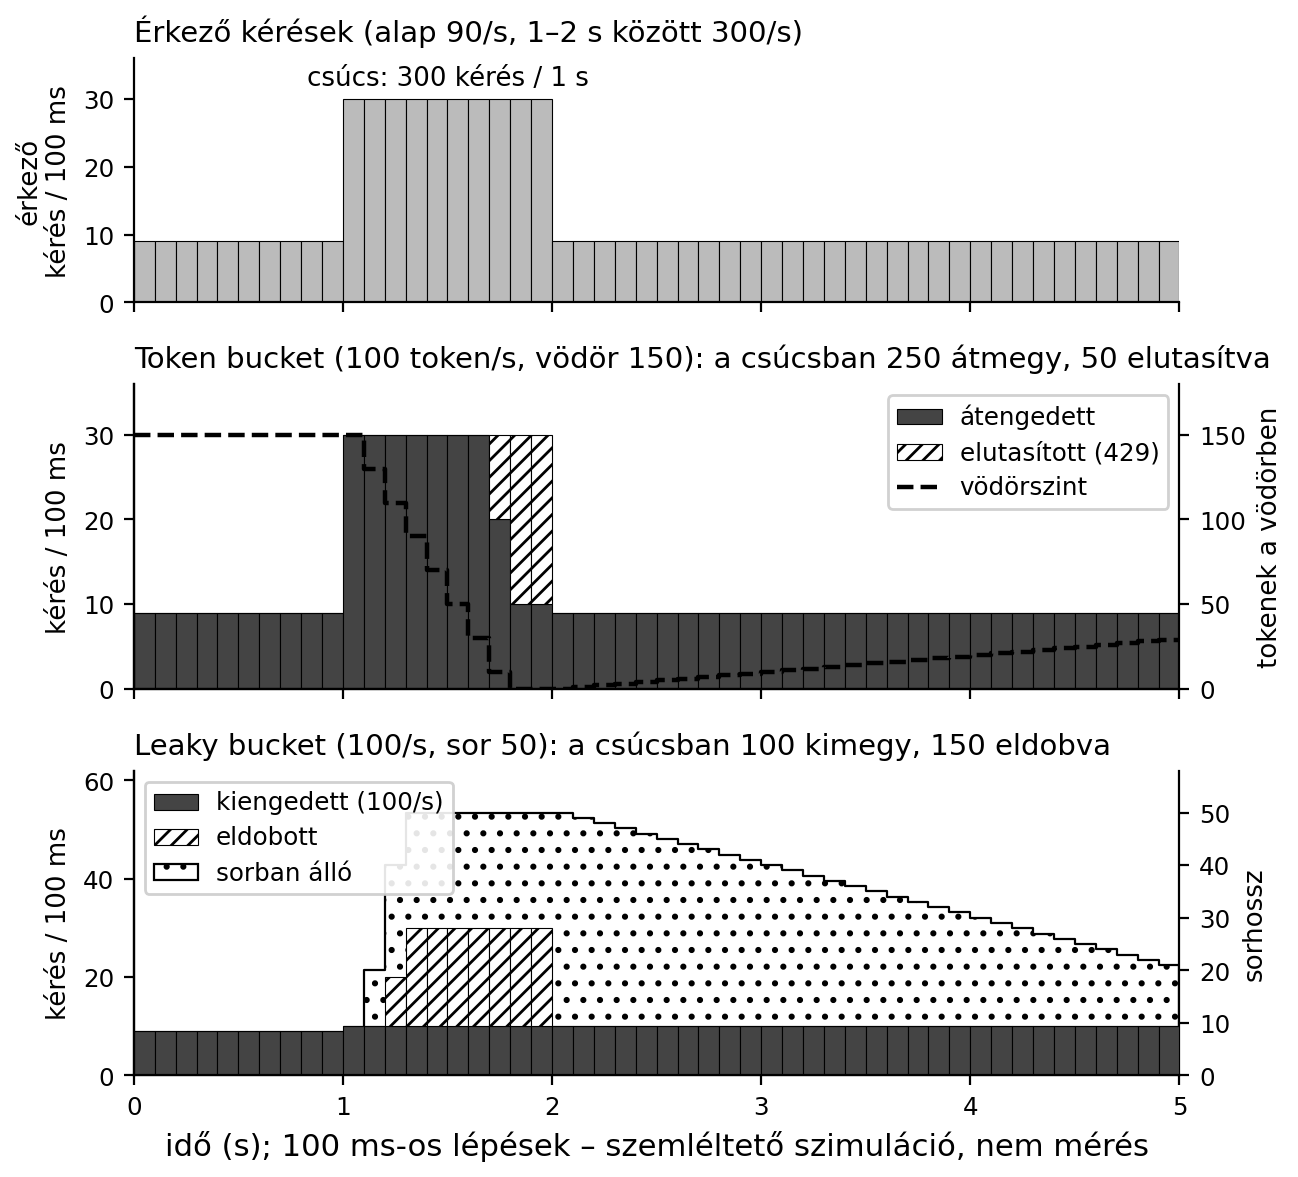 Érkező kérések (alap 90/s, 1–2 s között 300/s)
csúcs: 300 kérés / 1 s
érkező
kérés / 100 ms
30
20
10
0
Token bucket (100 token/s, vödör 150): a csúcsban 250 átmegy, 50 elutasítva
kérés / 100 ms
30
20
10
0
átengedett
elutasított (429)
vödörszint
150
100
50
0
tokenek a vödörben
Leaky bucket (100/s, sor 50): a csúcsban 100 kimegy, 150 eldobva
kérés / 100 ms
60
40
20
0
kiengedett (100/s)
eldobott
sorban álló
50
40
30
20
10
0
sorhossz
0 1 2 3 4 5
idő (s); 100 ms-os lépések – szemléltető szimuláció, nem mérés